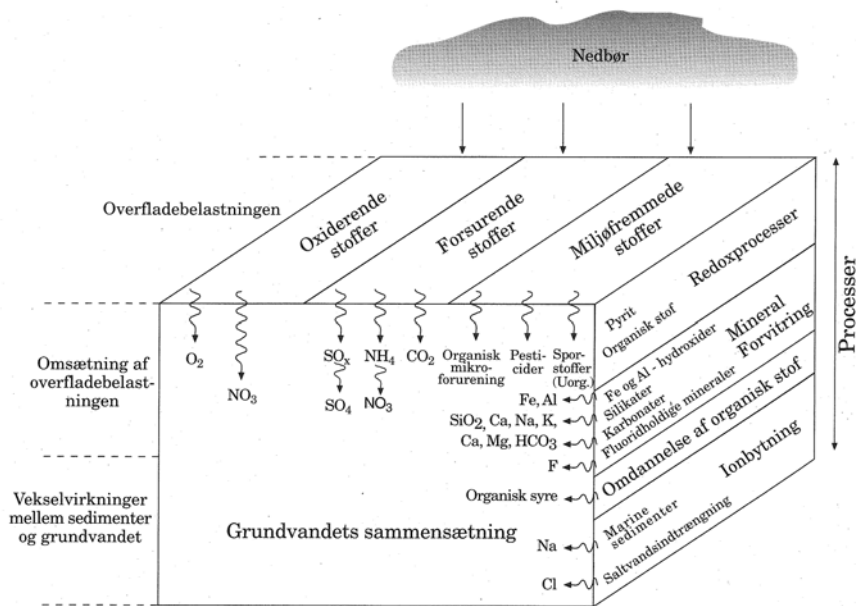 Nedbør
Overfladebelastningen
Oxiderende
stoffer
Forsurende
stoffer
Miljøfremmede
stoffer
Processer
Omsætning af
overfladebelast-
ningen
O2
NO3
SOx
SO4
NH4
NO3
CO2
Organisk
mikro-
forurening
Pesti-
cider
Spor-
stoffer
(Uorg.)
Fe, Al
SiO2, Ca, Na, K,
Ca, Mg, HCO3
F
Organisk syre
Na
Cl
Redoxprocesser
Pyrit
Organisk stof
Mineral
Forvitring
Fe og Al - hydroxider
Silikater
Karbonater
Fluoridholdige mineraler
Omdannelse af organisk stof
Ionbytning
Marine
sedimenter
Saltvandsindtrængning
Vekselvirkninger
mellem sedimenter
og grundvandet
Grundvandets sammensætning